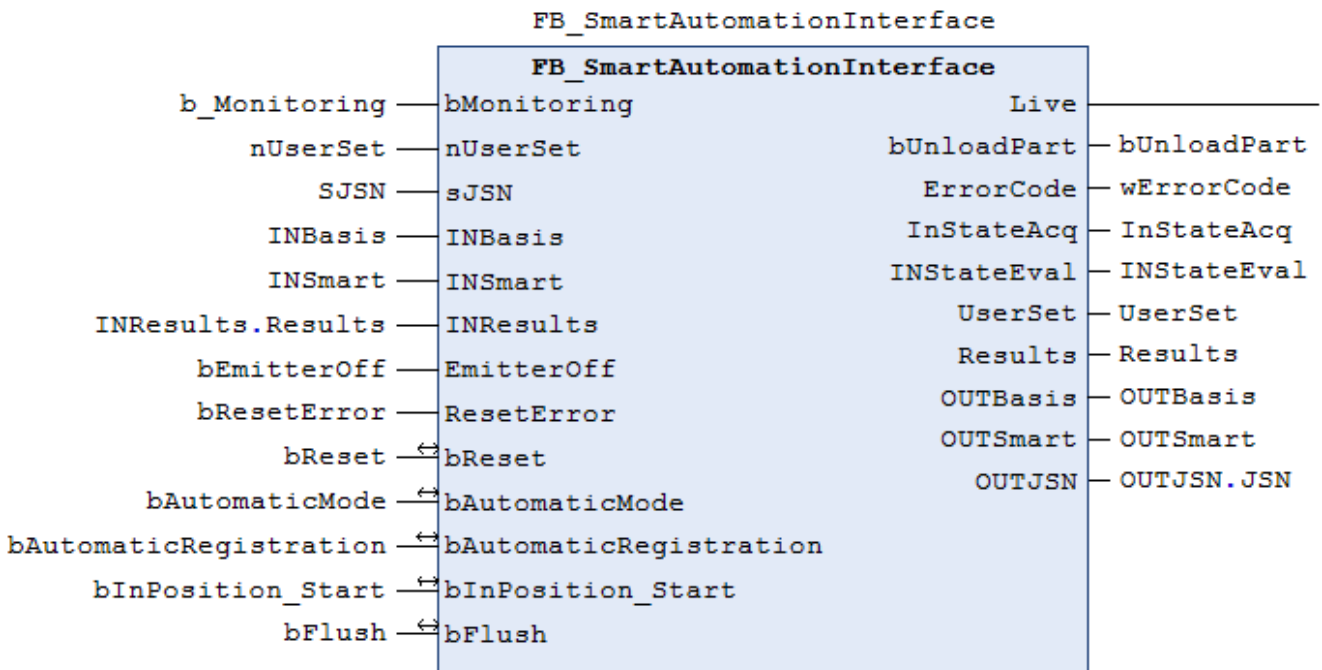 FB_SmartAutomationInterface
FB_SmartAutomationInterface
b_Monitoring bMonitoring Live
nUserSet nUserSet bUnloadPart bUnloadPart
SJSN sJSN ErrorCode wErrorCode
INBasis INBasis InStateAcq InStateAcq
INSmart INSmart INStateEval INStateEval
INResults.Results INResults UserSet UserSet
bEmitterOff EmitterOff Results Results
bResetError ResetError OUTBasis OUTBasis
bReset bReset OUTSmart OUTSmart
bAutomaticMode bAutomaticMode OUTJSN OUTJSN.JSN
bAutomaticRegistration bAutomaticRegistration
bInPosition_Start bInPosition_Start
bFlush bFlush